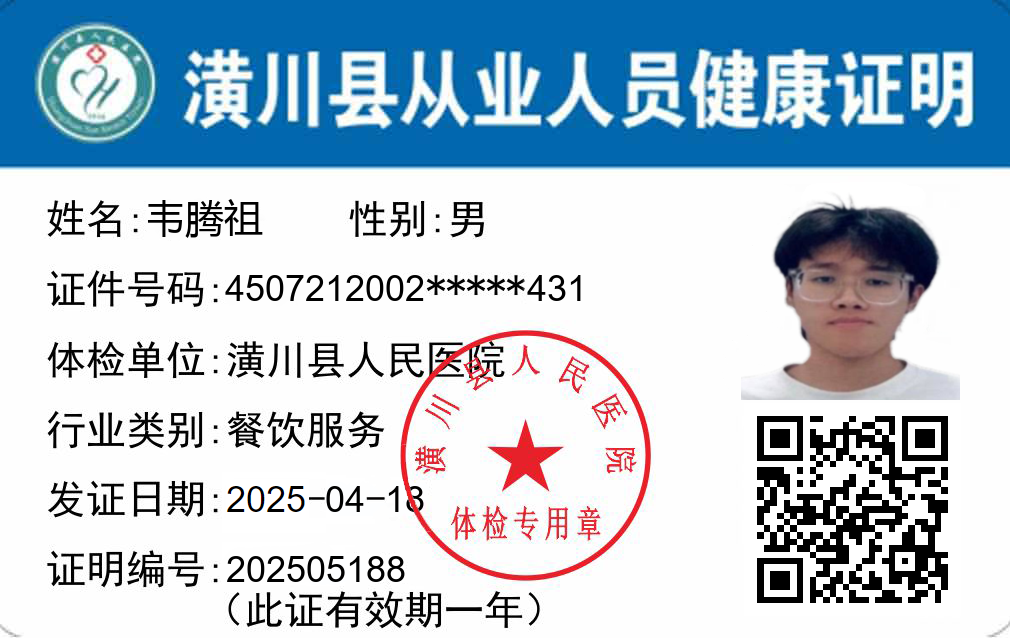 潢川县从业人员健康证明
姓名:韦腾祖 性别:男
证件号码:4507212002*****431
体检单位:潢川县人民医院
行业类别:餐饮服务
发证日期:2025-04-18
证明编号:202505188
（此证有效期一年）
潢川县人民医院
体检专用章